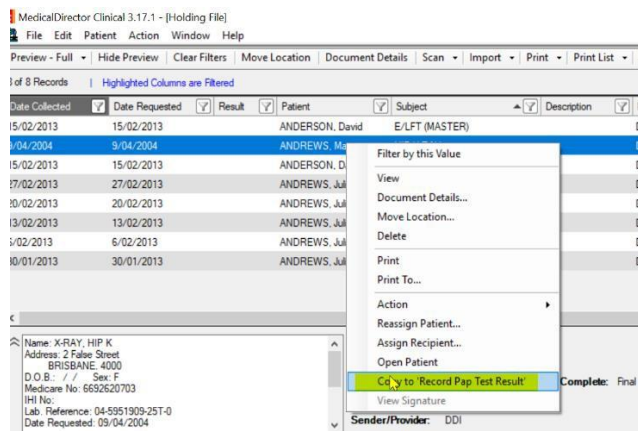 MedicalDirector Clinical 3.17.1 - [Holding File]
File Edit Patient Action Window Help
Preview - Full Hide Preview Clear Filters Move Location Document Details Scan Import Print Print List
of 8 Records | Highlighted Columns are Filtered
Date Collected Date Requested Result Patient Subject Description
15/02/2013 15/02/2013 ANDERSON, David E/LFT (MASTER)
9/04/2004 9/04/2004 ANDREWS, Ma
15/02/2013 15/02/2013 ANDERSON, D
27/02/2013 27/02/2013 ANDREWS, Juli
20/02/2013 20/02/2013 ANDREWS, Juli
13/02/2013 13/02/2013 ANDREWS, Juli
6/02/2013 6/02/2013 ANDREWS, Juli
30/01/2013 30/01/2013 ANDREWS, Juli
Filter by this Value
View
Document Details...
Move Location...
Delete
Print
Print To...
Action
Reassign Patient...
Assign Recipient...
Open Patient
Copy to 'Record Pap Test Result'
View Signature
Name: X-RAY, HIP K
Address: 2 False Street
BRISBANE. 4000
D.O.B.: / / Sex: F
Medicare No: 6692620703
IHI No:
Lab. Reference: 04-5951909-25T-0
Date Requested: 09/04/2004
Complete: Final
Sender/Provider: DDI